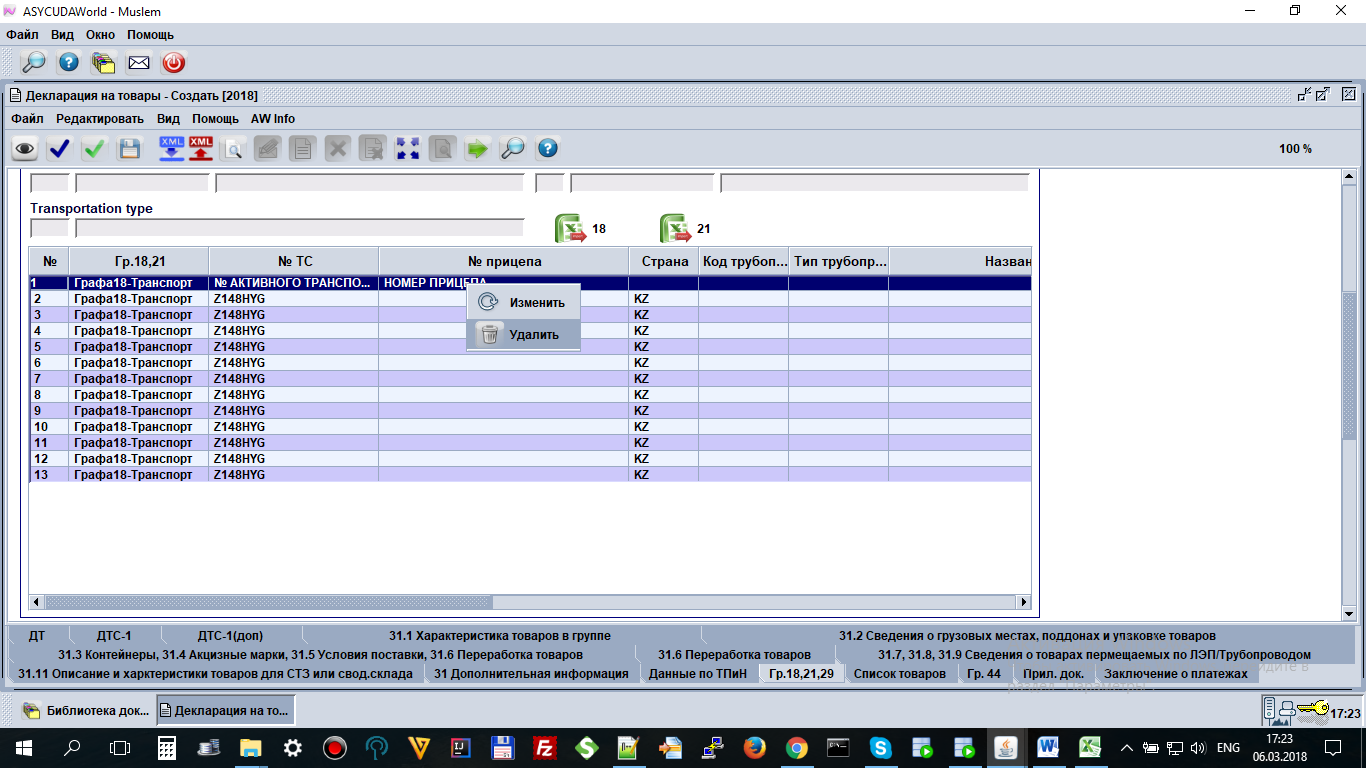 ASYCUDAWorld - Muslem
Файл Вид Окно Помощь
Декларация на товары - Создать [2018]
Файл Редактировать Вид Помощь AW Info
XML XML 100 %
Transportation type
18 21
№ Гр.18,21 № ТС № прицепа Страна Код трубоп... Тип трубопр... Назван
1 Графа18-Транспорт № АКТИВНОГО ТРАНСПО... НОМЕР ПРИЦЕПА
2 Графа18-Транспорт Z148HYG KZ
3 Графа18-Транспорт Z148HYG KZ
4 Графа18-Транспорт Z148HYG KZ
5 Графа18-Транспорт Z148HYG KZ
6 Графа18-Транспорт Z148HYG KZ
7 Графа18-Транспорт Z148HYG KZ
8 Графа18-Транспорт Z148HYG KZ
9 Графа18-Транспорт Z148HYG KZ
10 Графа18-Транспорт Z148HYG KZ
11 Графа18-Транспорт Z148HYG KZ
12 Графа18-Транспорт Z148HYG KZ
13 Графа18-Транспорт Z148HYG KZ
Изменить
Удалить
ДТ ДТС-1 ДТС-1(доп) 31.1 Характеристика товаров в группе 31.2 Сведения о грузовых местах, поддонах и упаковке товаров
31.3 Контейнеры, 31.4 Акцизные марки, 31.5 Условия поставки, 31.6 Переработка товаров 31.6 Переработка товаров 31.7, 31.8, 31.9 Сведения о товарах пермещаемых по ЛЭП/Трубопроводом
31.11 Описание и харктеристики товаров для СТЗ или свод.склада 31 Дополнительная информация Данные по ТПиН Гр.18,21,29 Список товаров Гр. 44 Прил. док. Заключение о платежах
Библиотека док... Декларация на то... 17:23
ENG 17:23
06.03.2018